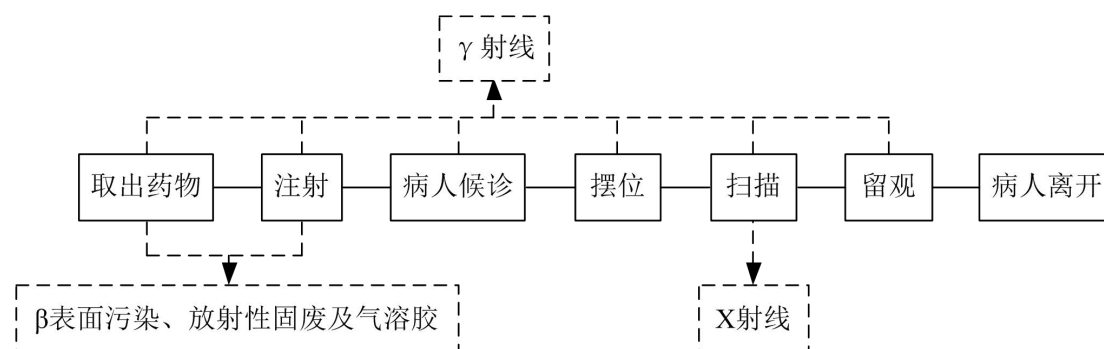 γ 射线
取出药物
注射
病人候诊
摆位
扫描
留观
病人离开
β表面污染、放射性固废及气溶胶
X射线